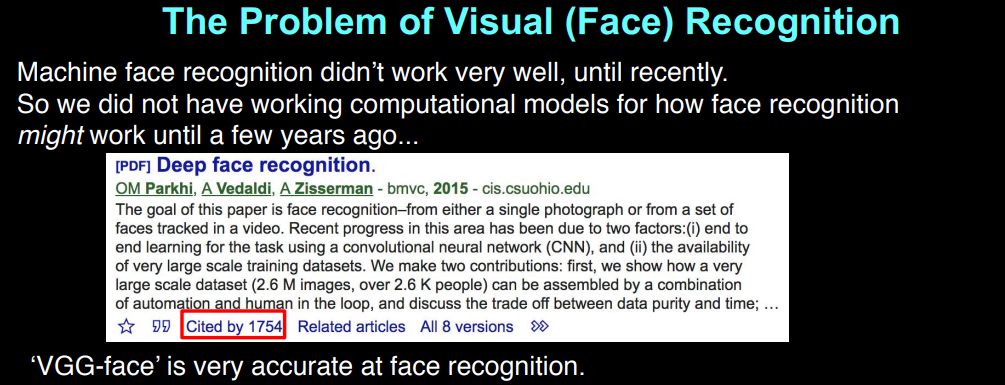 The Problem of Visual (Face) Recognition
Machine face recognition didn't work very well, until recently.
So we did not have working computational models for how face recognition
might work until a few years ago...
[PDF] Deep face recognition.
OM Parkhi, A Vedaldi, A Zisserman - bmvc, 2015 - cis.csuohio.edu
The goal of this paper is face recognition–from either a single photograph or from a set of
faces tracked in a video. Recent progress in this area has been due to two factors:(i) end to
end learning for the task using a convolutional neural network (CNN), and (ii) the availability
of very large scale training datasets. We make two contributions: first, we show how a very
large scale dataset (2.6 M images, over 2.6 K people) can be assembled by a combination
of automation and human in the loop, and discuss the trade off between data purity and time; …
Cited by 1754 Related articles All 8 versions
‘VGG-face’ is very accurate at face recognition.